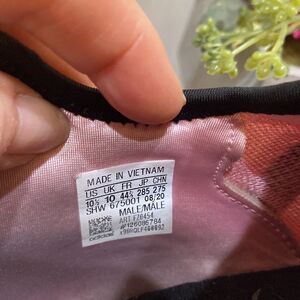 MADE IN VIETNAM
US UK FR JP CHN
10½ 10 44⅔ 285 275
SHW 675001 08/20
MALE/MALE
adidas